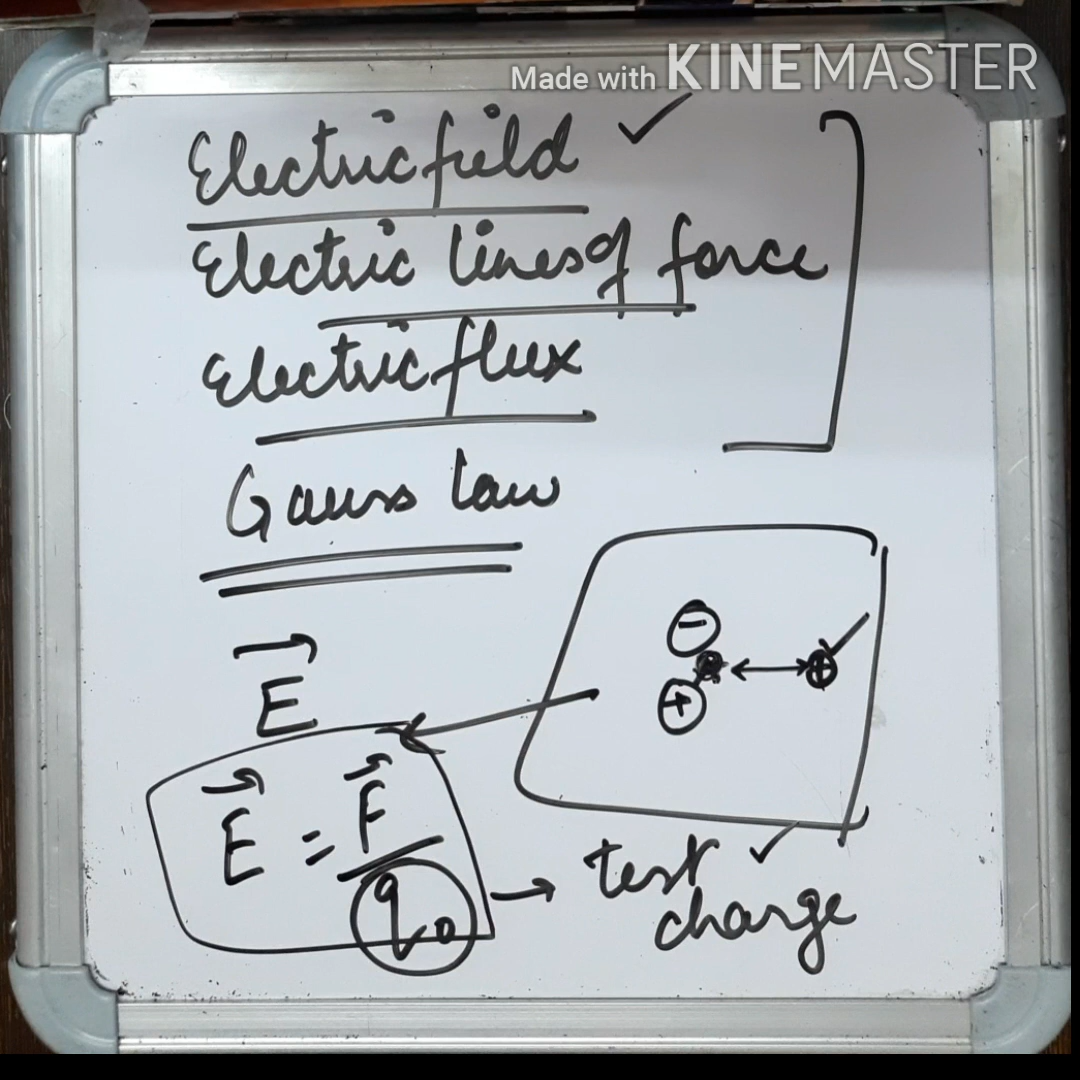 Made with KINEMASTER
Electric field ✓
Electric lines of force
Electric flux
Gauss law
E⃗
⊖
⊕ ↔ ⊕ ✓
E⃗ = F⃗ / q₀ → test ✓
charge